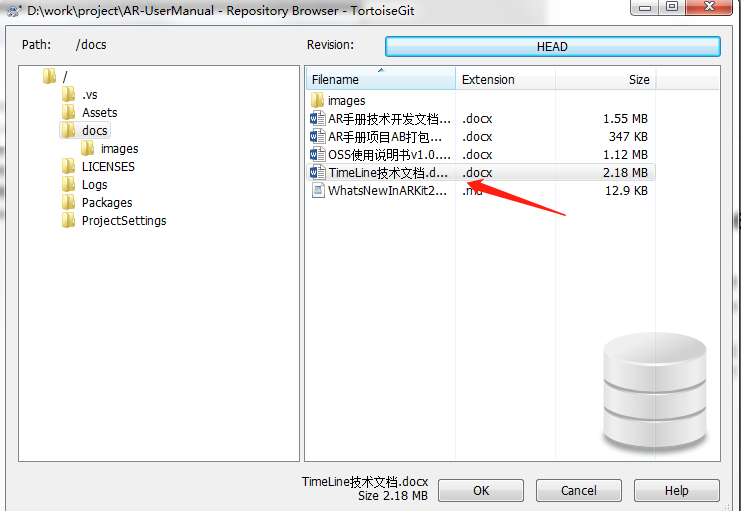 D:\work\project\AR-UserManual - Repository Browser - TortoiseGit
Path: /docs Revision: HEAD
/
.vs
Assets
docs
images
LICENSES
Logs
Packages
ProjectSettings
Filename Extension Size
images
AR手册技术开发文档... .docx 1.55 MB
AR手册项目AB打包... .docx 347 KB
OSS使用说明书v1.0.... .docx 1.12 MB
TimeLine技术文档.d... .docx 2.18 MB
WhatsNewInARKit2... .md 12.9 KB
TimeLine技术文档.docx
Size 2.18 MB
OK Cancel Help